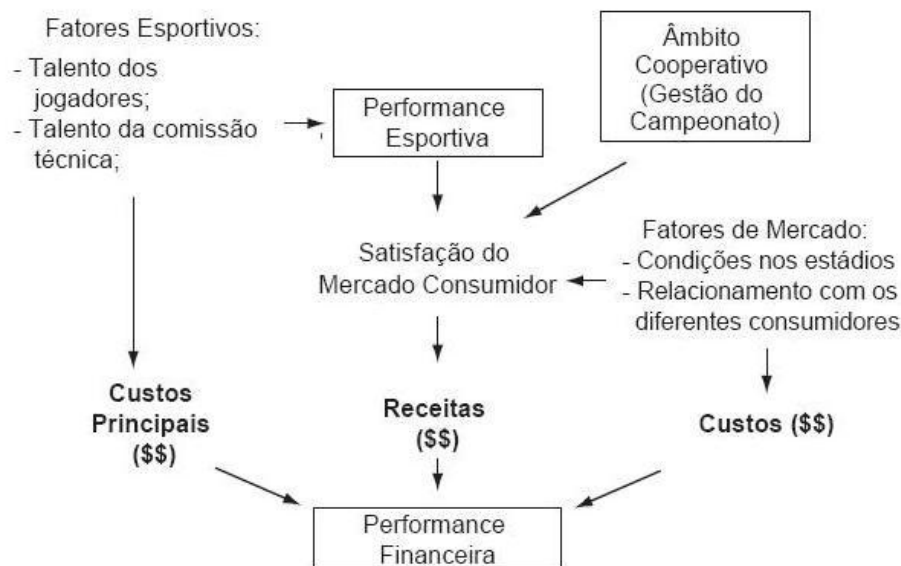 Fatores Esportivos:
- Talento dos
jogadores;
- Talento da comissão
técnica;
Performance
Esportiva
Âmbito
Cooperativo
(Gestão do
Campeonato)
Satisfação do
Mercado Consumidor
Fatores de Mercado:
- Condições nos estádios
- Relacionamento com os
diferentes consumidores
Custos
Principais
($$)
Receitas
($$)
Custos ($$)
Performance
Financeira